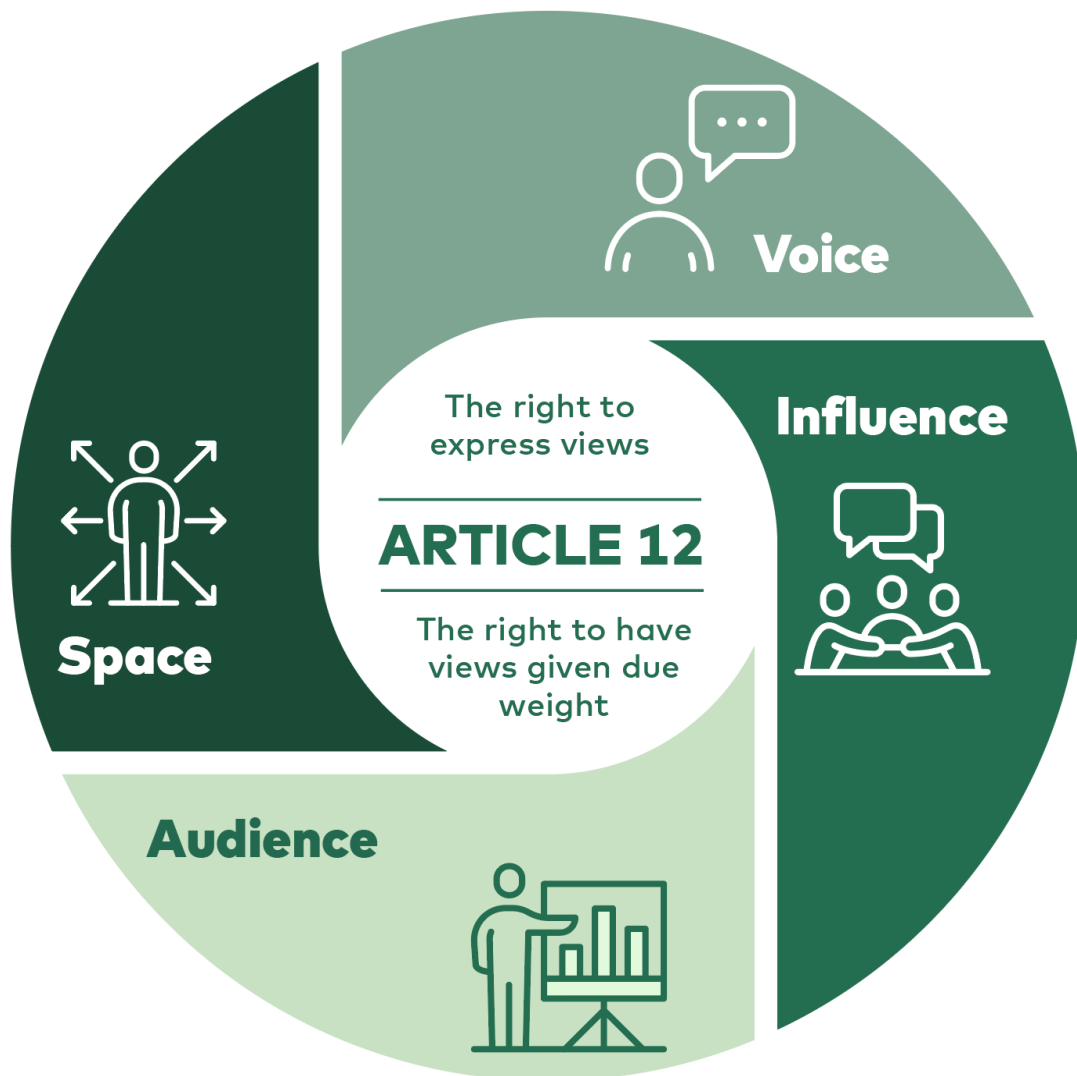 Voice
The right to
express views
Influence
ARTICLE 12
The right to have
views given due
weight
Space
Audience